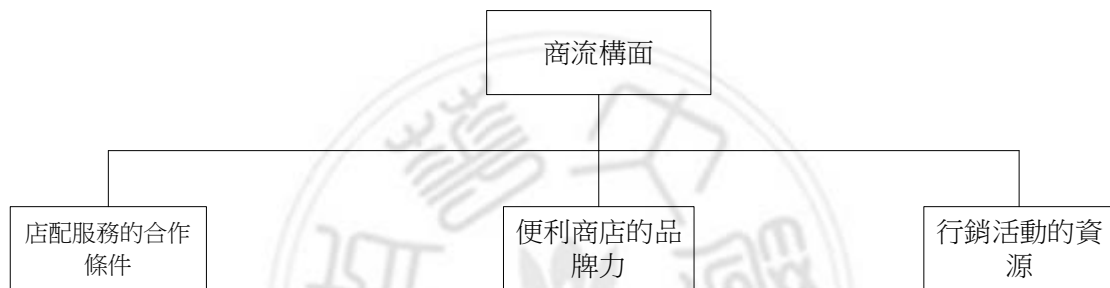 商流構面
店配服務的合作
條件
便利商店的品
牌力
行銷活動的資
源